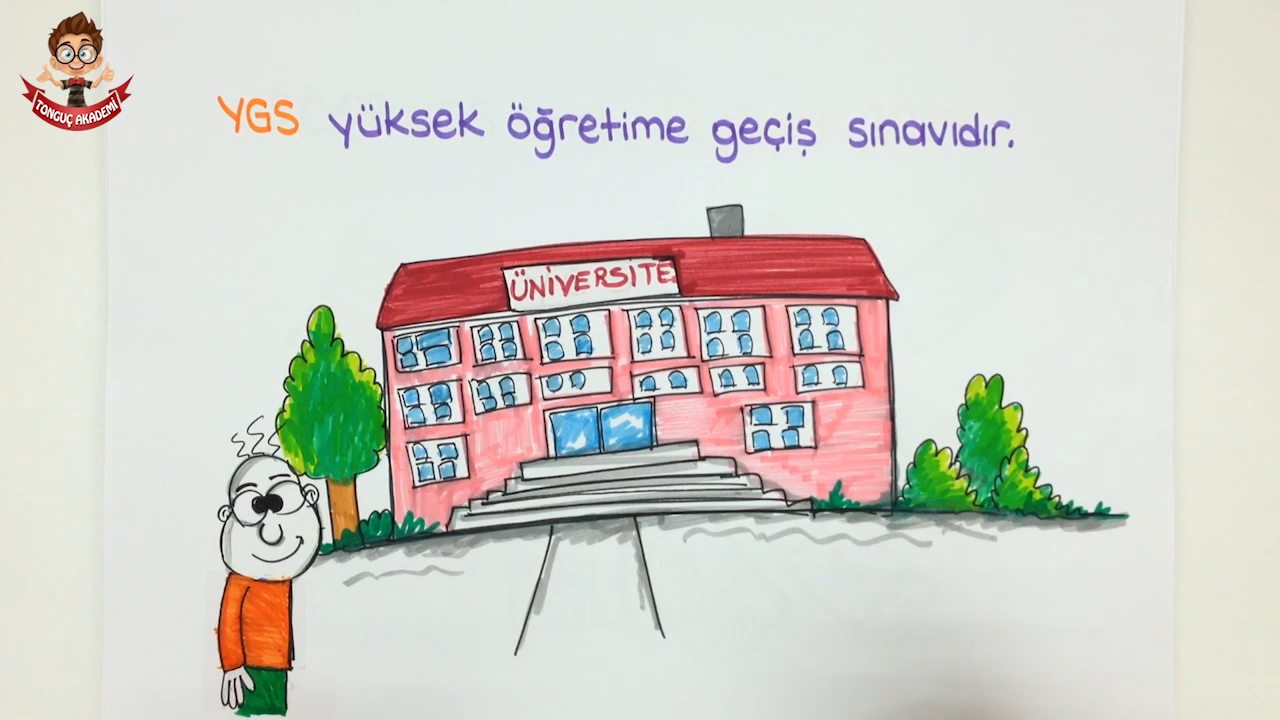 TONGUÇ AKADEMİ
YGS yüksek öğretime geçiş sınavıdır.
ÜNİVERSİTE